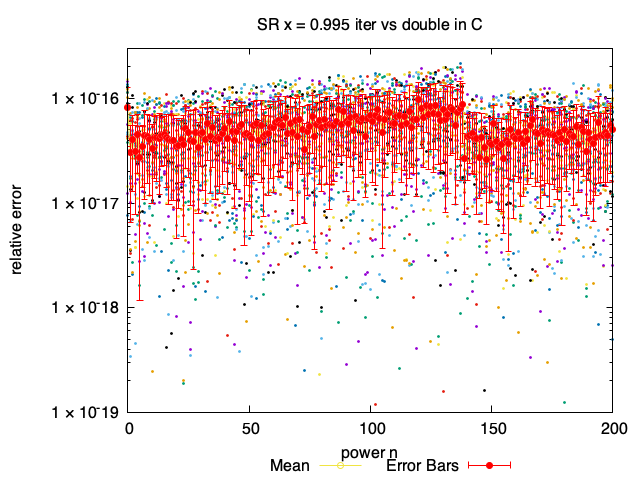 SR x = 0.995 iter vs double in C
relative error
1 × 10^-16
1 × 10^-17
1 × 10^-18
1 × 10^-19
0 50 100 150 200
power n
Mean Error Bars